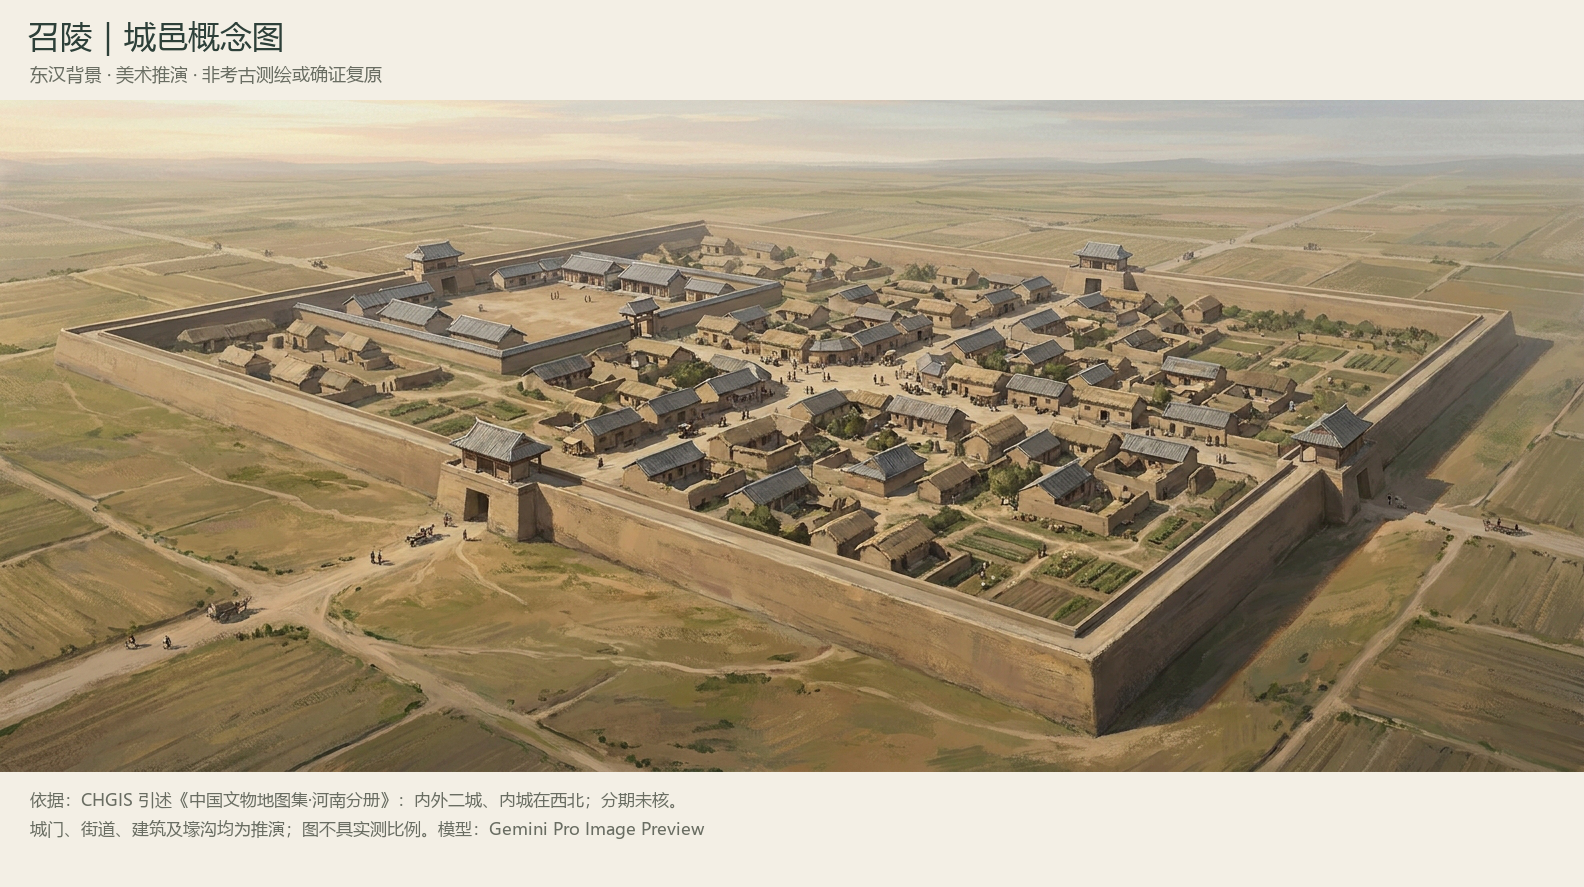 召陵｜城邑概念图
东汉背景 · 美术推演 · 非考古测绘或确证复原
依据：CHGIS 引述《中国文物地图集·河南分册》：内外二城、内城在西北；分期未核。
城门、街道、建筑及壕沟均为推演；图不具实测比例。模型：Gemini Pro Image Preview